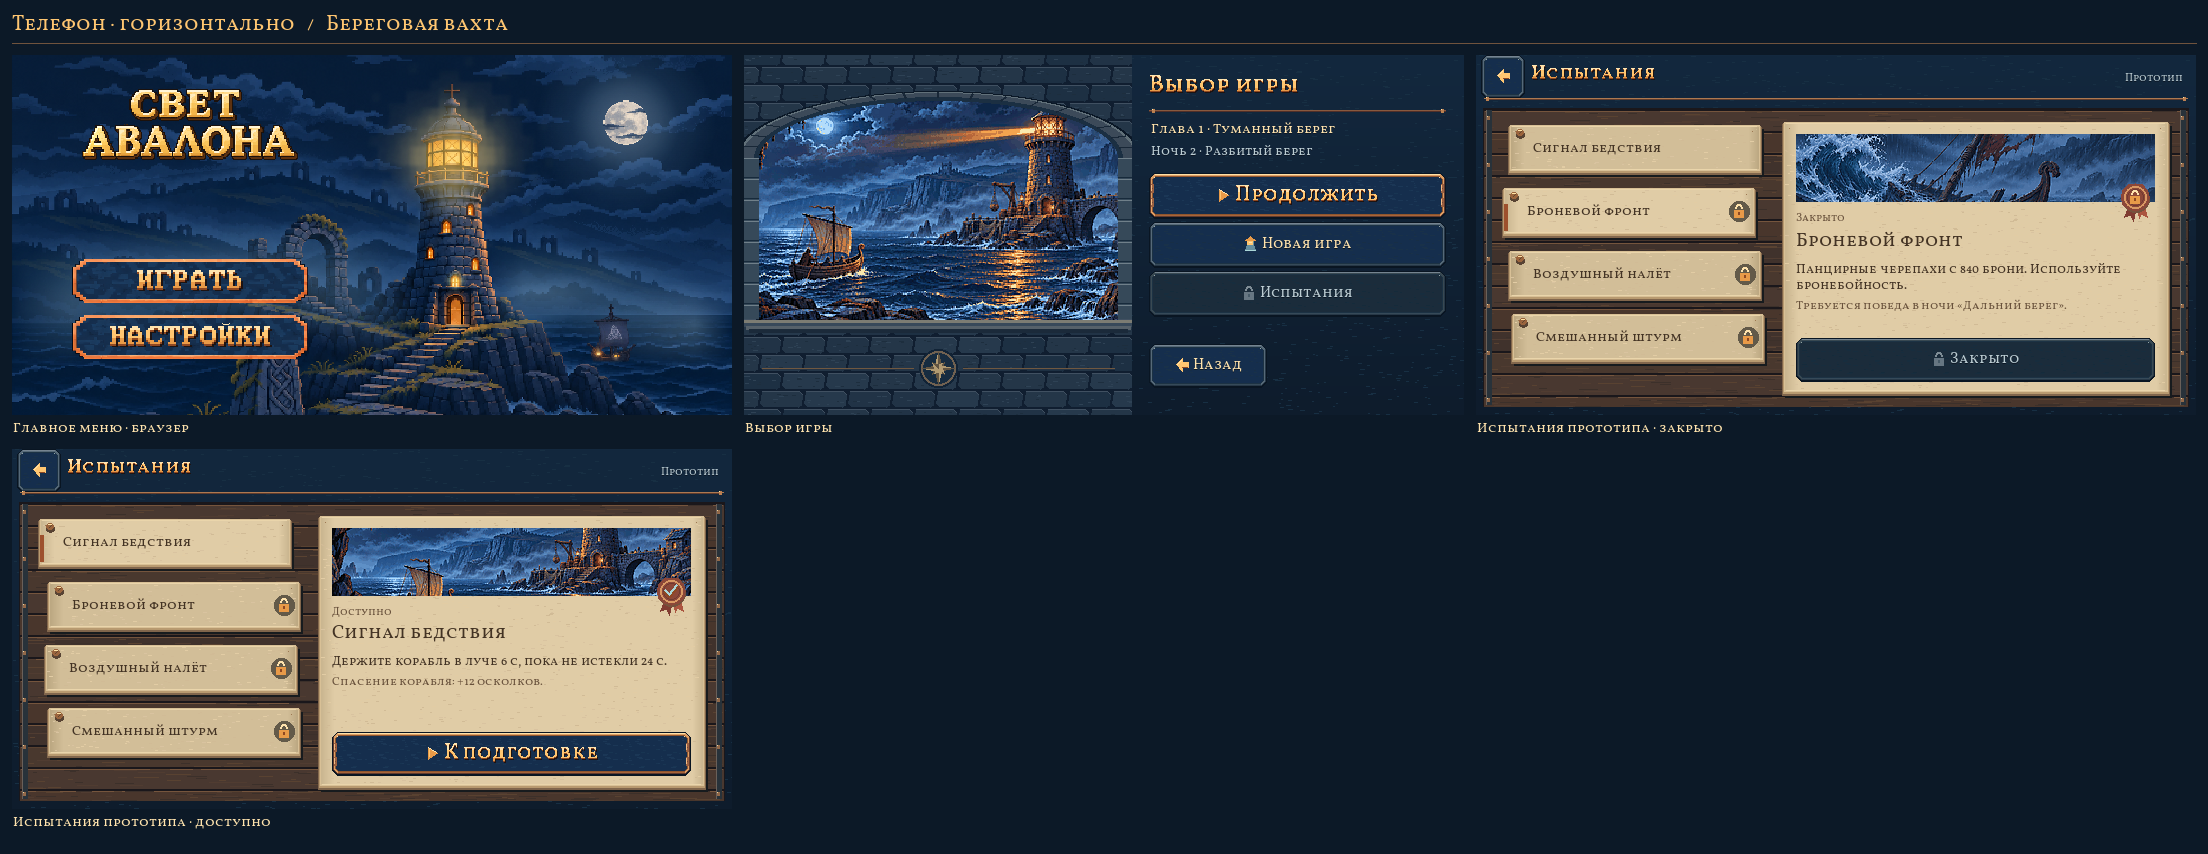 Телефон · горизонтально / Береговая вахта
СВЕТ
АВАЛОНА
ИГРАТЬ
НАСТРОЙКИ
Главное меню · браузер
Выбор игры
Глава 1 · Туманный берег
Ночь 2 · Разбитый берег
Продолжить
Новая игра
Испытания
Назад
Выбор игры
Испытания
Прототип
Сигнал бедствия
Броневой фронт
Воздушный налёт
Смешанный штурм
Закрыто
Броневой фронт
Панцирные черепахи с 840 брони. Используйте
бронебойность.
Требуется победа в ночи «Дальний берег».
Закрыто
Испытания прототипа · закрыто
Испытания
Прототип
Сигнал бедствия
Броневой фронт
Воздушный налёт
Смешанный штурм
Доступно
Сигнал бедствия
Держите корабль в луче 6 с, пока не истекли 24 с.
Спасение корабля: +12 осколков.
К подготовке
Испытания прототипа · доступно